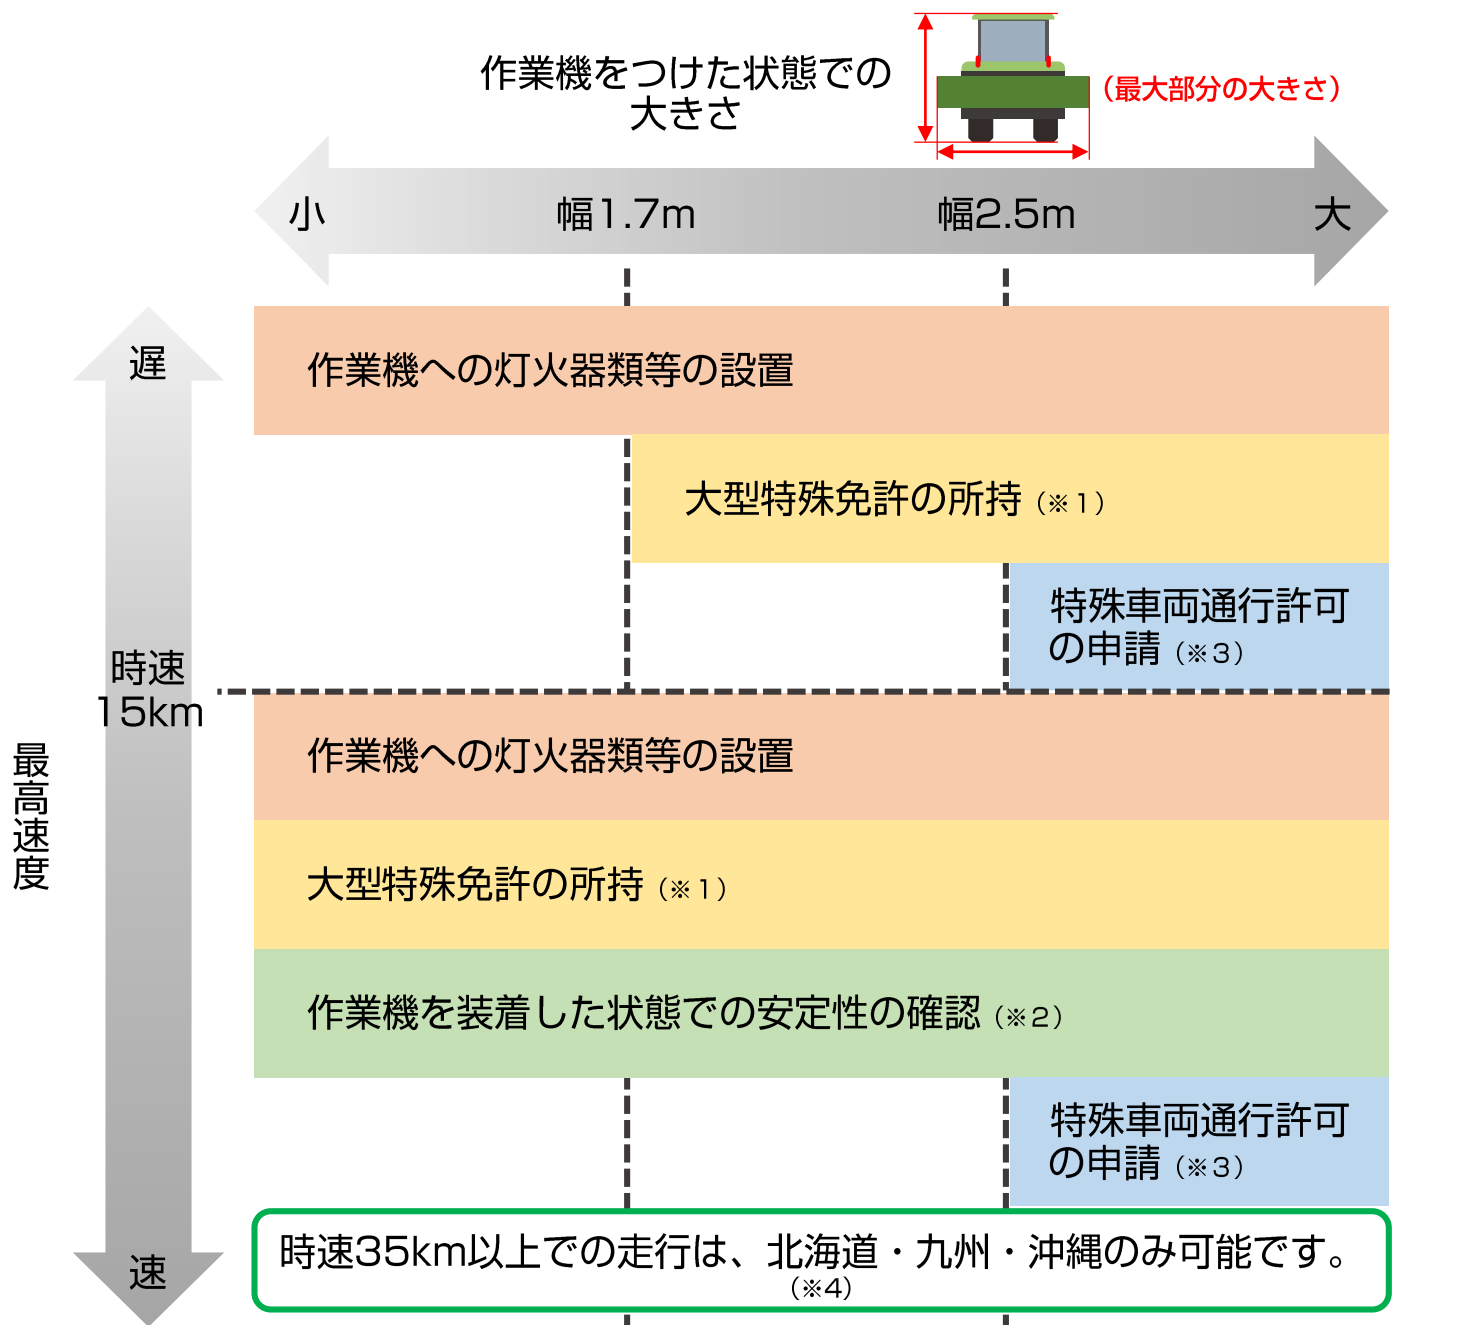 作業機をつけた状態での
大きさ
（最大部分の大きさ）
小
幅1.7m
幅2.5m
大
遅
作業機への灯火器類等の設置
大型特殊免許の所持（※１）
特殊車両通行許可
の申請（※３）
時速
15km
最高速度
作業機への灯火器類等の設置
大型特殊免許の所持（※１）
作業機を装着した状態での安定性の確認（※２）
特殊車両通行許可
の申請（※３）
速
時速35km以上での走行は、北海道・九州・沖縄のみ可能です。
（※4）